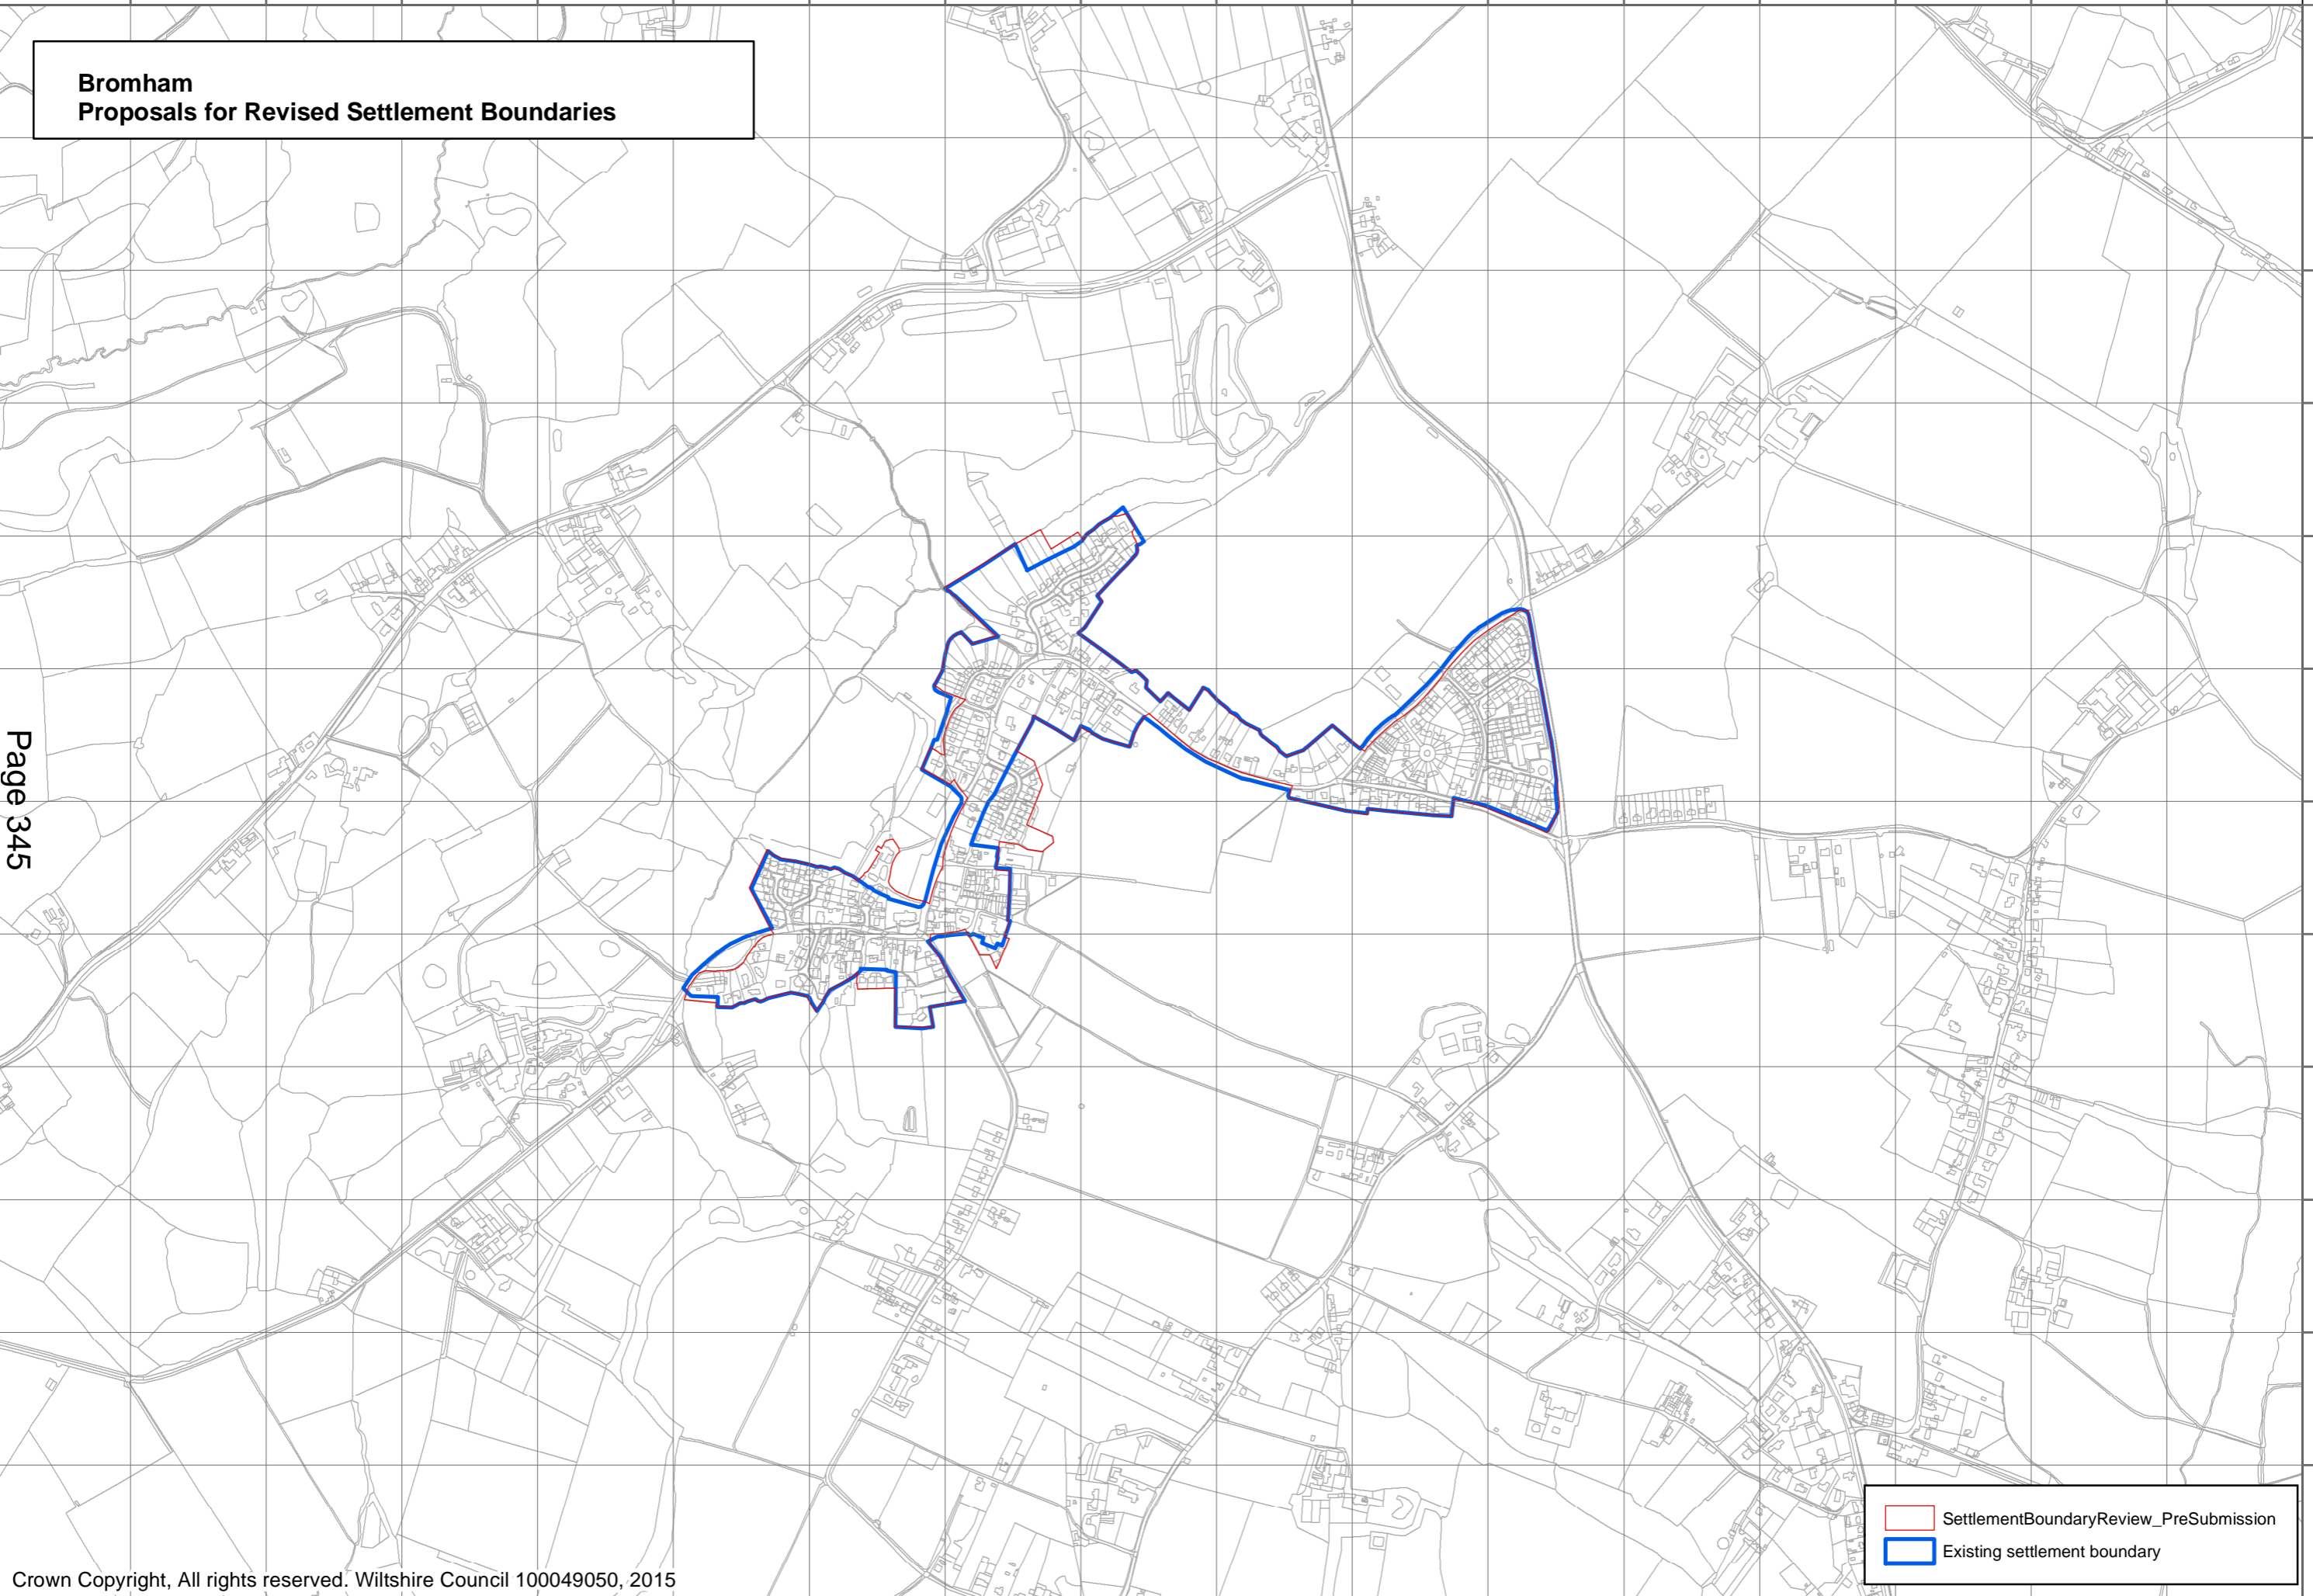 Bromham
Proposals for Revised Settlement Boundaries
Page 345
SettlementBoundaryReview_PreSubmission
Existing settlement boundary
Crown Copyright, All rights reserved. Wiltshire Council 100049050, 2015